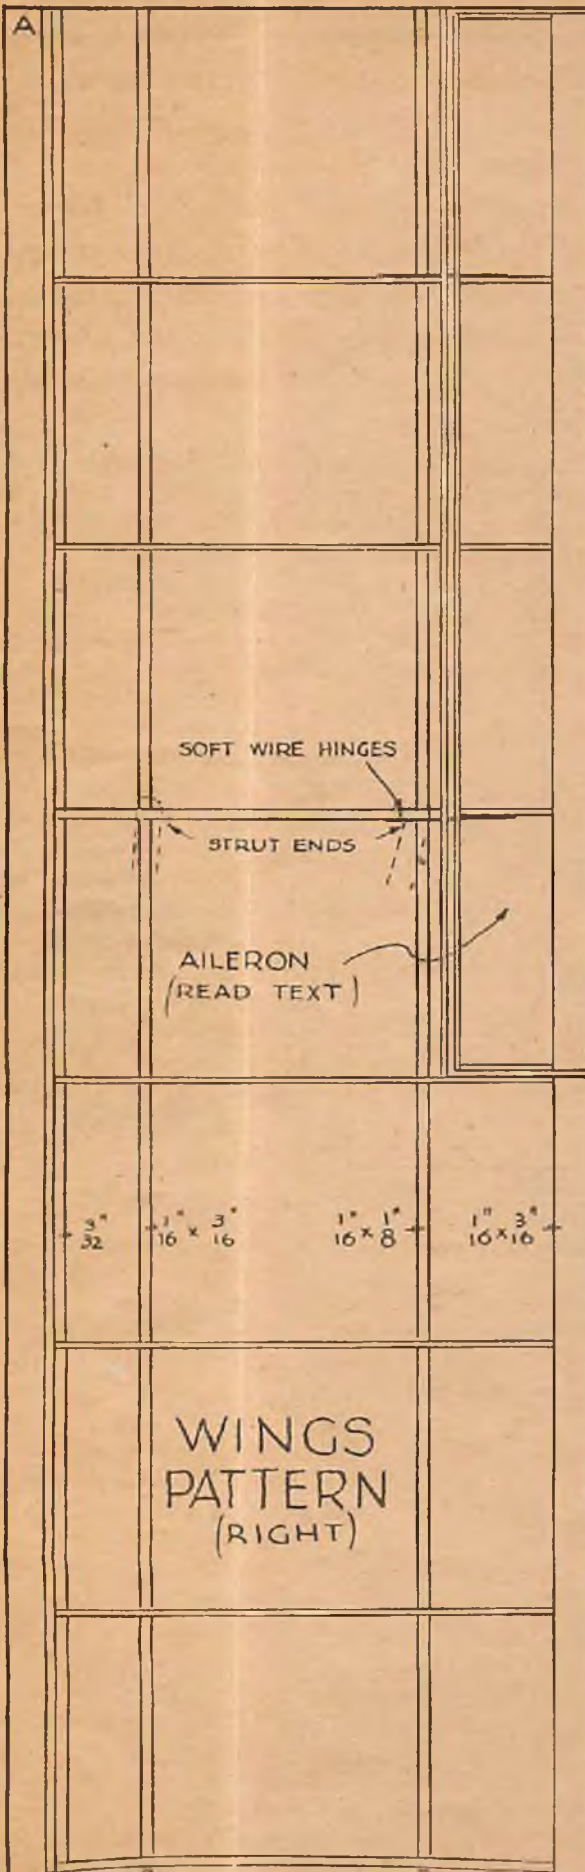 A
SOFT WIRE HINGES
STRUT ENDS
AILERON
(READ TEXT)
3"/32
1"/16 x 3"/16
1"/16 x 1"/8
1"/16 x 3"/16
WINGS
PATTERN
(RIGHT)